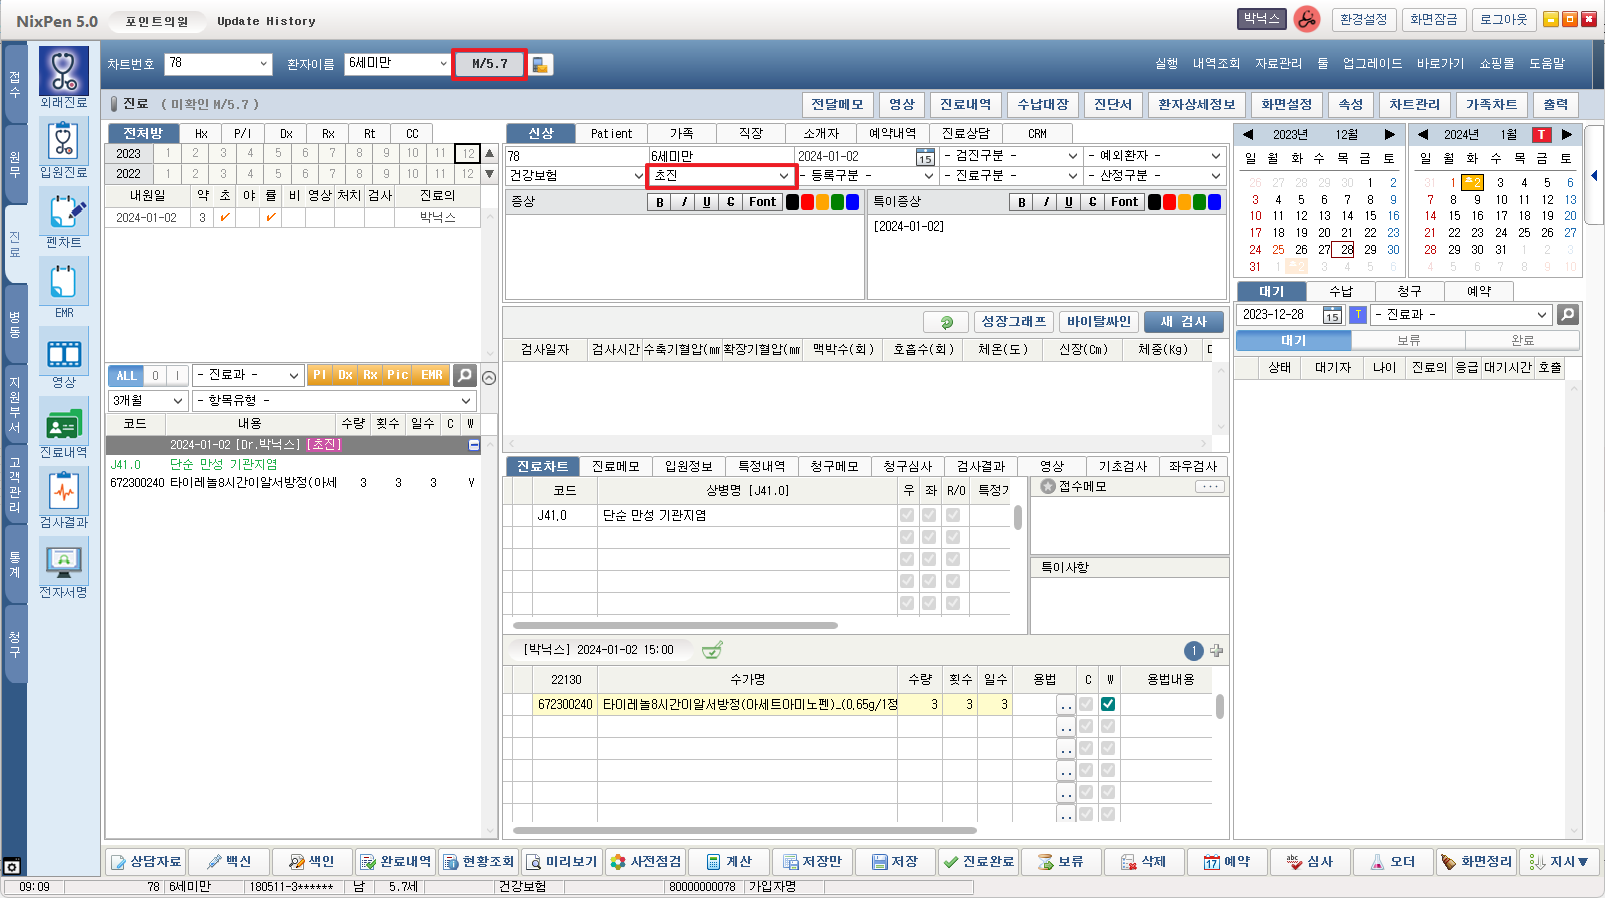 NixPen 5.0 포인트의원 Update History 박닉스 환경설정 화면잠금 로그아웃
차트번호 78 환자이름 6세미만 M/5.7 실행 내역조회 자료관리 툴 업그레이드 바로가기 쇼핑몰 도움말
접수
원무
진료
병동
지원부서
고객관리
통계
청구
외래진료
입원진료
펜차트
EMR
영상
진료내역
검사결과
전자서명
진료 ( 미확인 M/5.7 ) 전달메모 영상 진료내역 수납대장 진단서 환자상세정보 화면설정 속성 차트관리 가족차트 출력
전처방 Hx P/I Dx Rx Rt CC
2023 1 2 3 4 5 6 7 8 9 10 11 12
2022 1 2 3 4 5 6 7 8 9 10 11 12
내원일 약 초 야 률 비 영상 처치 검사 진료의
2024-01-02 3 ✓ ✓ 박닉스
ALL O I - 진료과 - PI Dx Rx Pic EMR
3개월 - 항목유형 -
코드 내용 수량 횟수 일수 C W
2024-01-02 [Dr.박닉스] [초진]
J41.0 단순 만성 기관지염
672300240 타이레놀8시간이알서방정(아세 3 3 3 Y
신상 Patient 가족 직장 소개자 예약내역 진료상담 CRM
78 6세미만 2024-01-02 15 - 검진구분 - - 예외환자 -
건강보험 초진 - 등록구분 - - 진료구분 - - 산정구분 -
증상 B I U C Font 특이증상 B I U C Font
[2024-01-02]
성장그래프 바이탈싸인 새 검사
검사일자 검사시간 수축기혈압(㎜ 확장기혈압(㎜ 맥박수(회) 호흡수(회) 체온(도) 신장(Cm) 체중(Kg)
진료차트 진료메모 입원정보 특정내역 청구메모 청구심사 검사결과 영상 기초검사 좌우검사
코드 상병명 [J41.0] 우 좌 R/O 특정기
J41.0 단순 만성 기관지염
접수메모 ...
특이사항
[박닉스] 2024-01-02 15:00 1
22130 수가명 수량 횟수 일수 용법 C W 용법내용
672300240 타이레놀8시간이알서방정(아세트아미노펜)_(0.65g/1정 3 3 3 ..
..
..
..
..
..
2023년 12월
일 월 화 수 목 금 토
26 27 28 29 30 1 2
3 4 5 6 7 8 9
10 11 12 13 14 15 16
17 18 19 20 21 22 23
24 25 26 27 28 29 30
31 1 2 3 4 5 6
2024년 1월 T
일 월 화 수 목 금 토
31 1 2 3 4 5 6
7 8 9 10 11 12 13
14 15 16 17 18 19 20
21 22 23 24 25 26 27
28 29 30 31 1 2 3
4 5 6 7 8 9 10
대기 수납 청구 예약
2023-12-28 15 T - 진료과 -
대기 보류 완료
상태 대기자 나이 진료의 응급 대기시간 호출
상담자료 백신 색인 완료내역 현황조회 미리보기 사전점검 계산 저장만 저장 진료완료 보류 삭제 예약 심사 오더 화면정리 지시▼
09:09 78 6세미만 180511-3****** 남 5.7세 건강보험 80000000078 가입자명